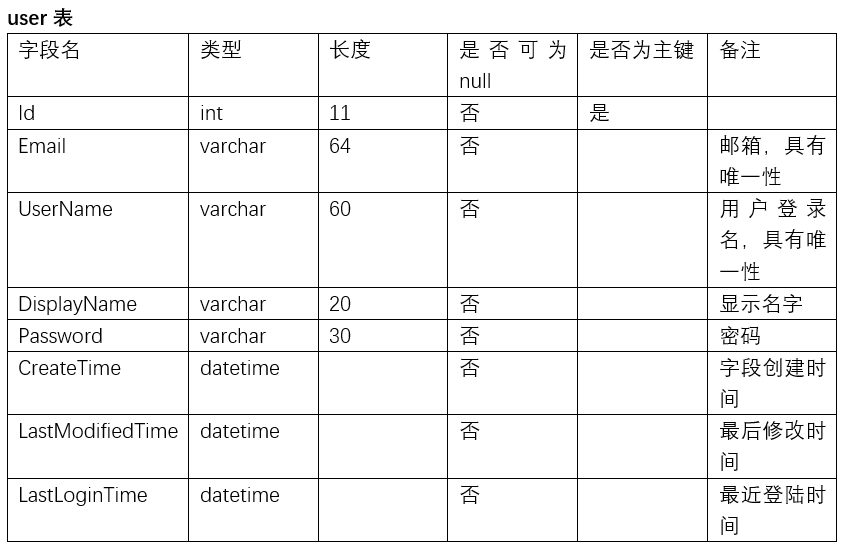 user 表
字段名 类型 长度 是否可为 是否为主键 备注
null
Id int 11 否 是
Email varchar 64 否 邮箱，具有
唯一性
UserName varchar 60 否 用户登录
名，具有唯
一性
DisplayName varchar 20 否 显示名字
Password varchar 30 否 密码
CreateTime datetime 否 字段创建时
间
LastModifiedTime datetime 否 最后修改时
间
LastLoginTime datetime 否 最近登陆时
间